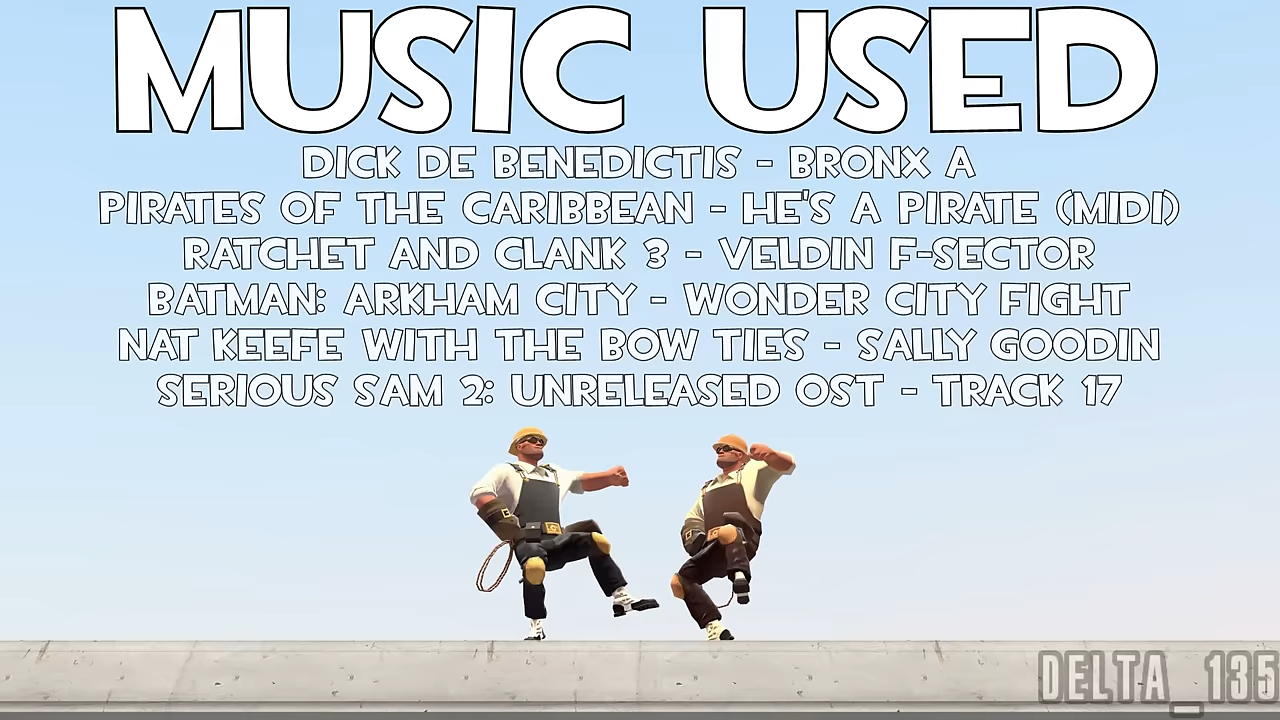 MUSIC USED
DICK DE BENEDICTIS - BRONX A
PIRATES OF THE CARIBBEAN - HE'S A PIRATE (MIDI)
RATCHET AND CLANK 3 - VELDIN F-SECTOR
BATMAN: ARKHAM CITY - WONDER CITY FIGHT
NAT KEEFE WITH THE BOW TIES - SALLY GOODIN
SERIOUS SAM 2: UNRELEASED OST - TRACK 17
DELTA_135